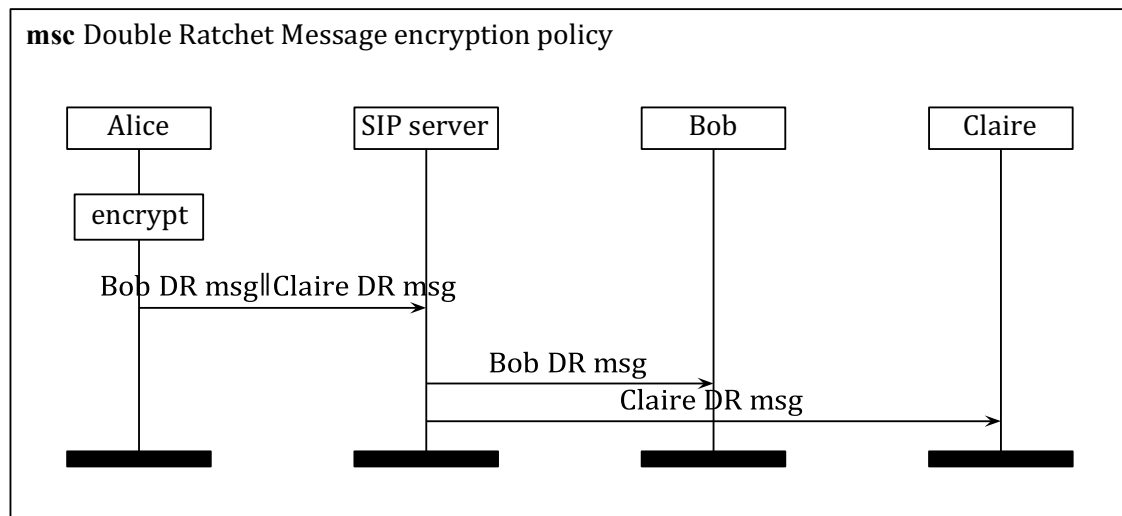 msc Double Ratchet Message encryption policy
Alice
SIP server
Bob
Claire
encrypt
Bob DR msg||Claire DR msg
Bob DR msg
Claire DR msg